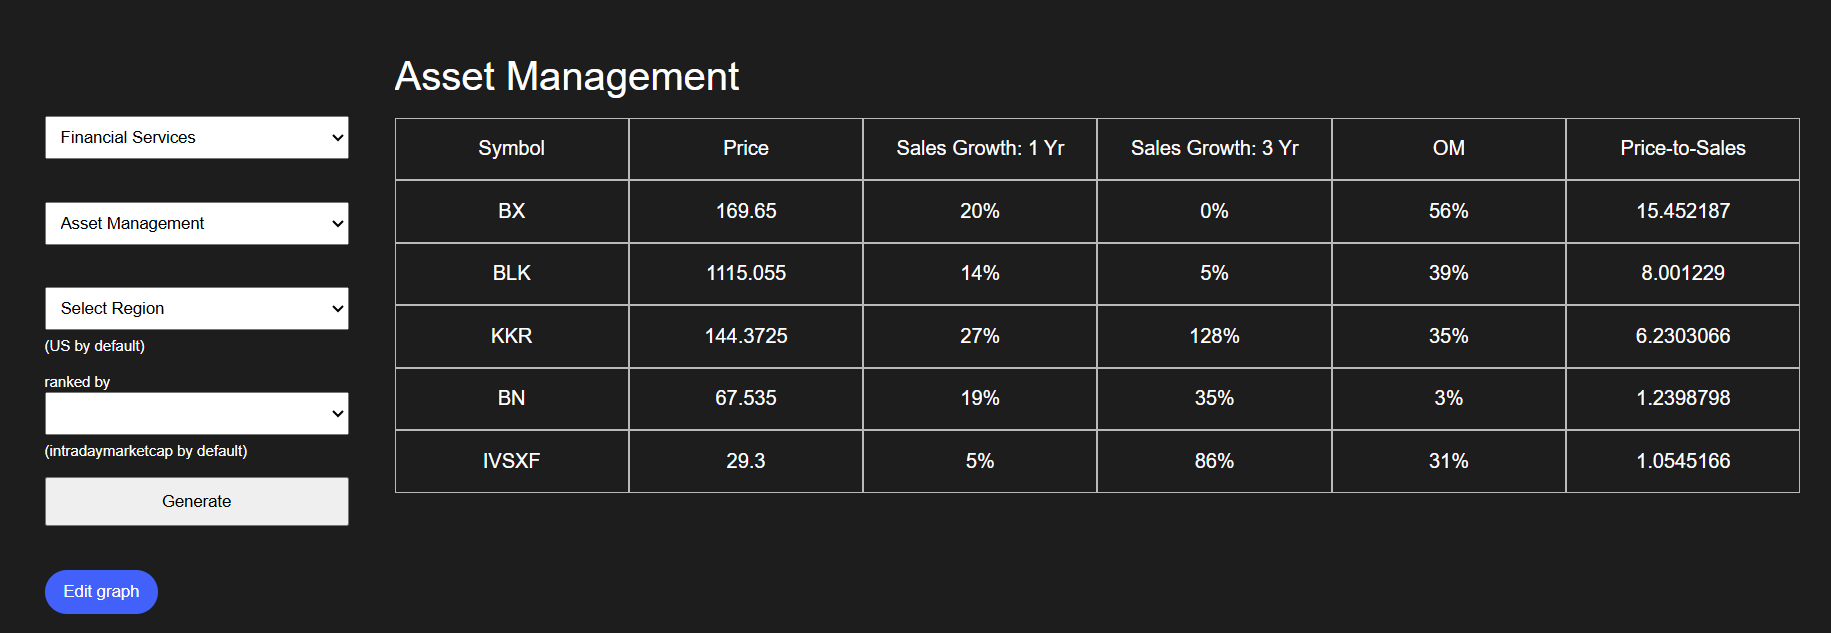 Asset Management
Financial Services
Asset Management
Select Region
(US by default)
ranked by
(intradaymarketcap by default)
Generate
Edit graph
Symbol Price Sales Growth: 1 Yr Sales Growth: 3 Yr OM Price-to-Sales
BX 169.65 20% 0% 56% 15.452187
BLK 1115.055 14% 5% 39% 8.001229
KKR 144.3725 27% 128% 35% 6.2303066
BN 67.535 19% 35% 3% 1.2398798
IVSXF 29.3 5% 86% 31% 1.0545166